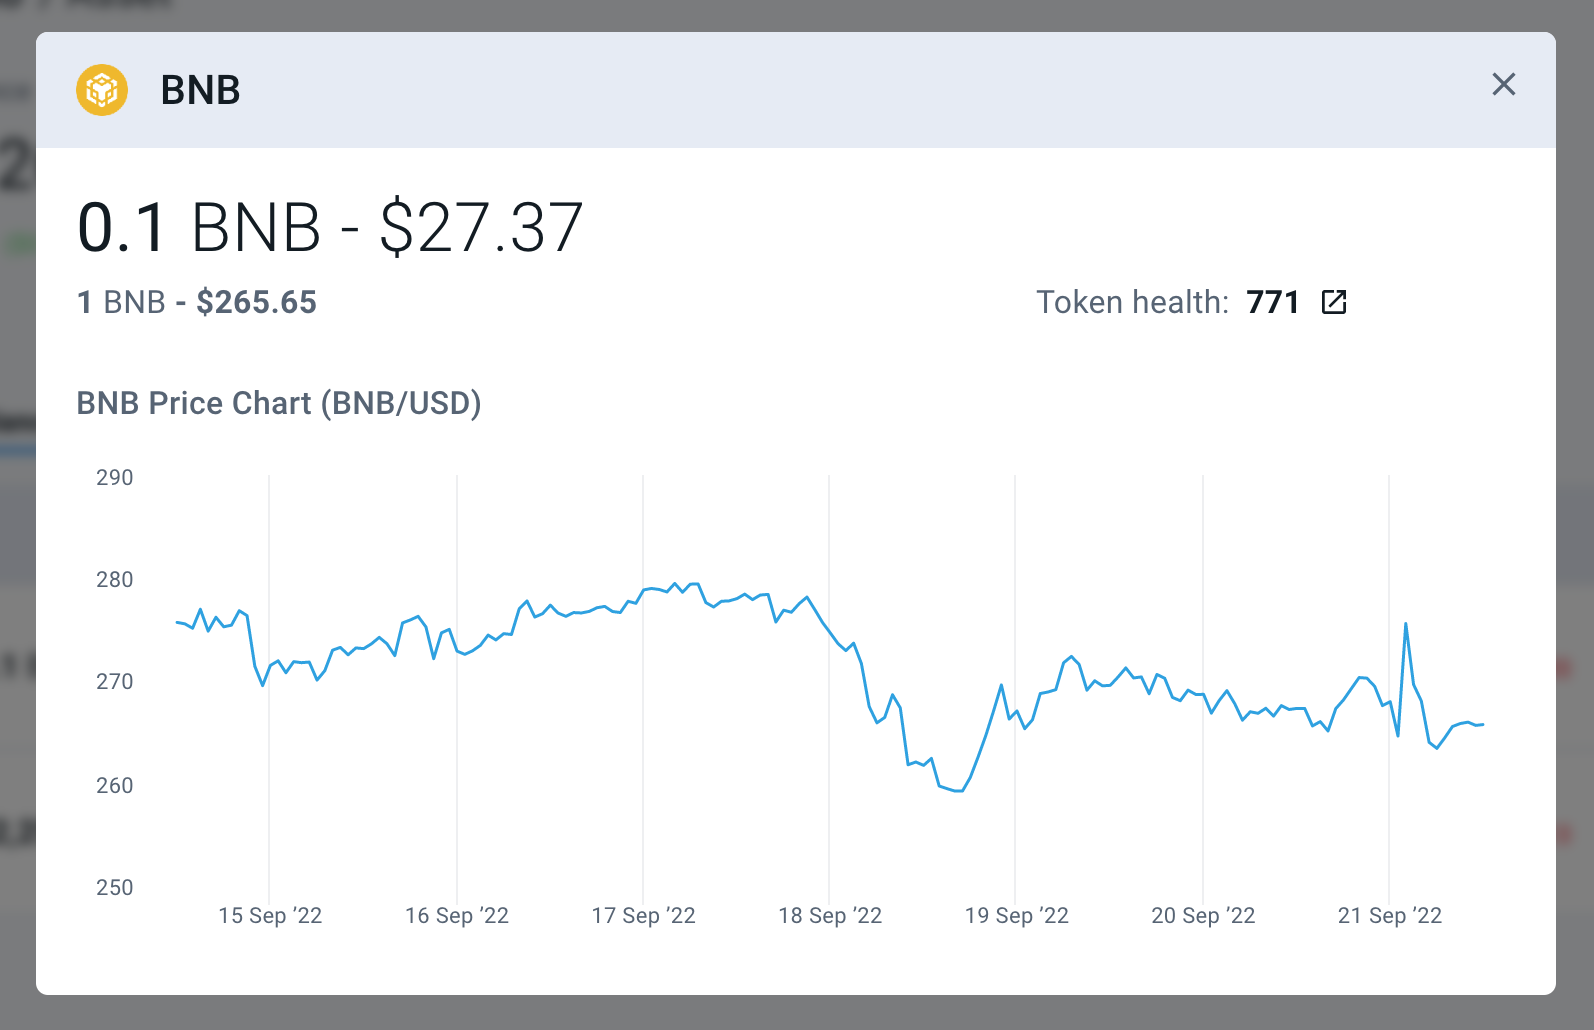 BNB
0.1 BNB - $27.37
1 BNB - $265.65
Token health: 771
BNB Price Chart (BNB/USD)
290
280
270
260
250
15 Sep ’22 16 Sep ’22 17 Sep ’22 18 Sep ’22 19 Sep ’22 20 Sep ’22 21 Sep ’22